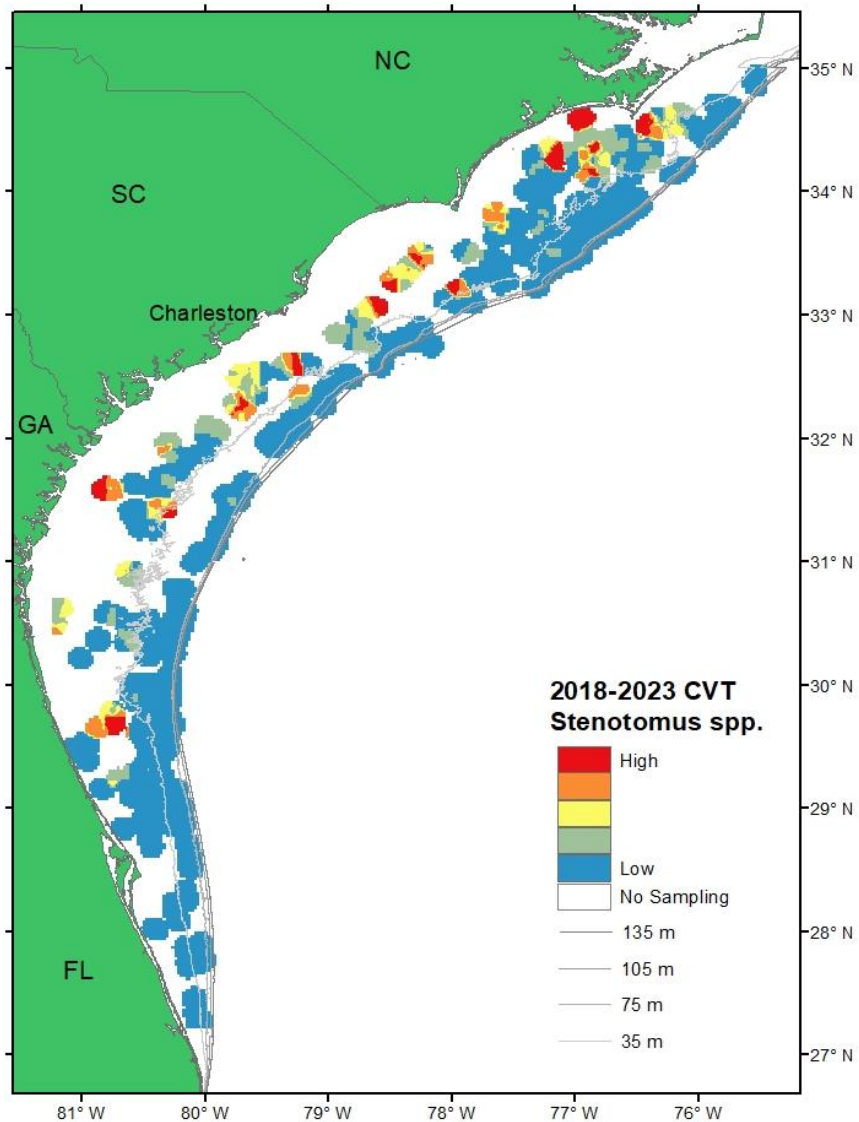 NC
SC
Charleston
GA
FL
35° N
34° N
33° N
32° N
31° N
30° N
29° N
28° N
27° N
2018-2023 CVT
Stenotomus spp.
High
Low
No Sampling
135 m
105 m
75 m
35 m
81° W
80° W
79° W
78° W
77° W
76° W